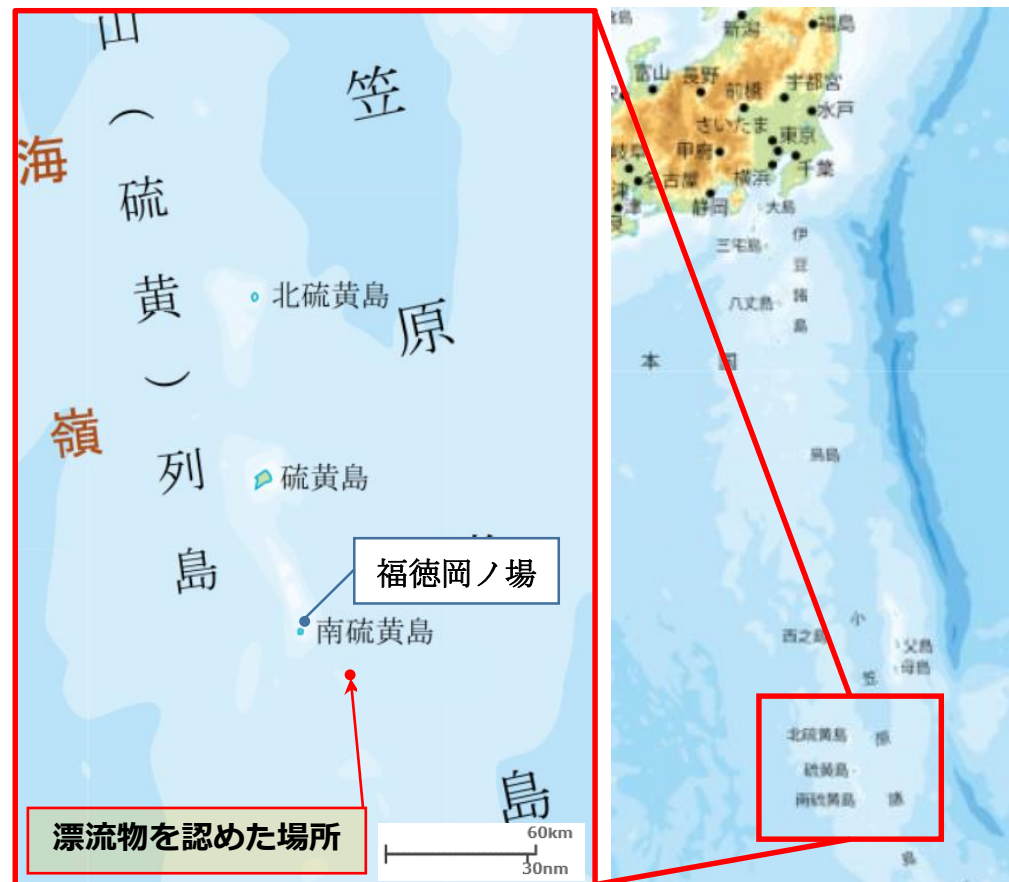 山（硫黄）列島
海嶺
笠原
島
北硫黄島
硫黄島
福徳岡ノ場
南硫黄島
漂流物を認めた場所
60km
30nm
新潟
福島
富山
長野
前橋
宇都宮
水戸
さいたま
東京
岐阜
甲府
千葉
名古屋
横浜
津
静岡
大島
三宅島
伊豆諸島
八丈島
本
国
鳥島
西之島
父島
母島
小笠原諸島
北硫黄島
硫黄島
南硫黄島